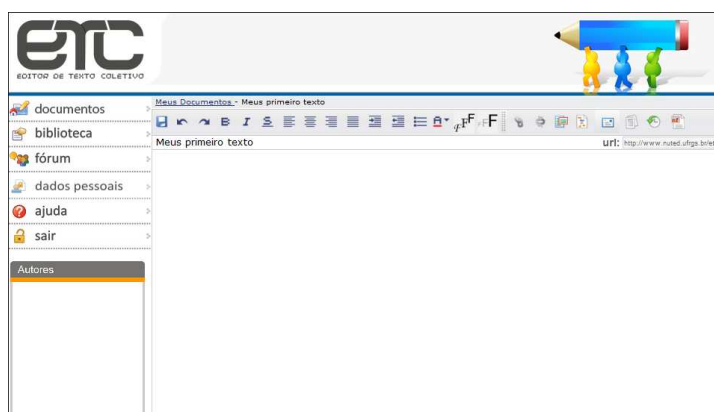 etc
EDITOR DE TEXTO COLETIVO
documentos
biblioteca
fórum
dados pessoais
ajuda
sair
Autores
Meus Documentos - Meus primeiro texto
B I S
Meus primeiro texto
url: http://www.nuted.ufrgs.br/et